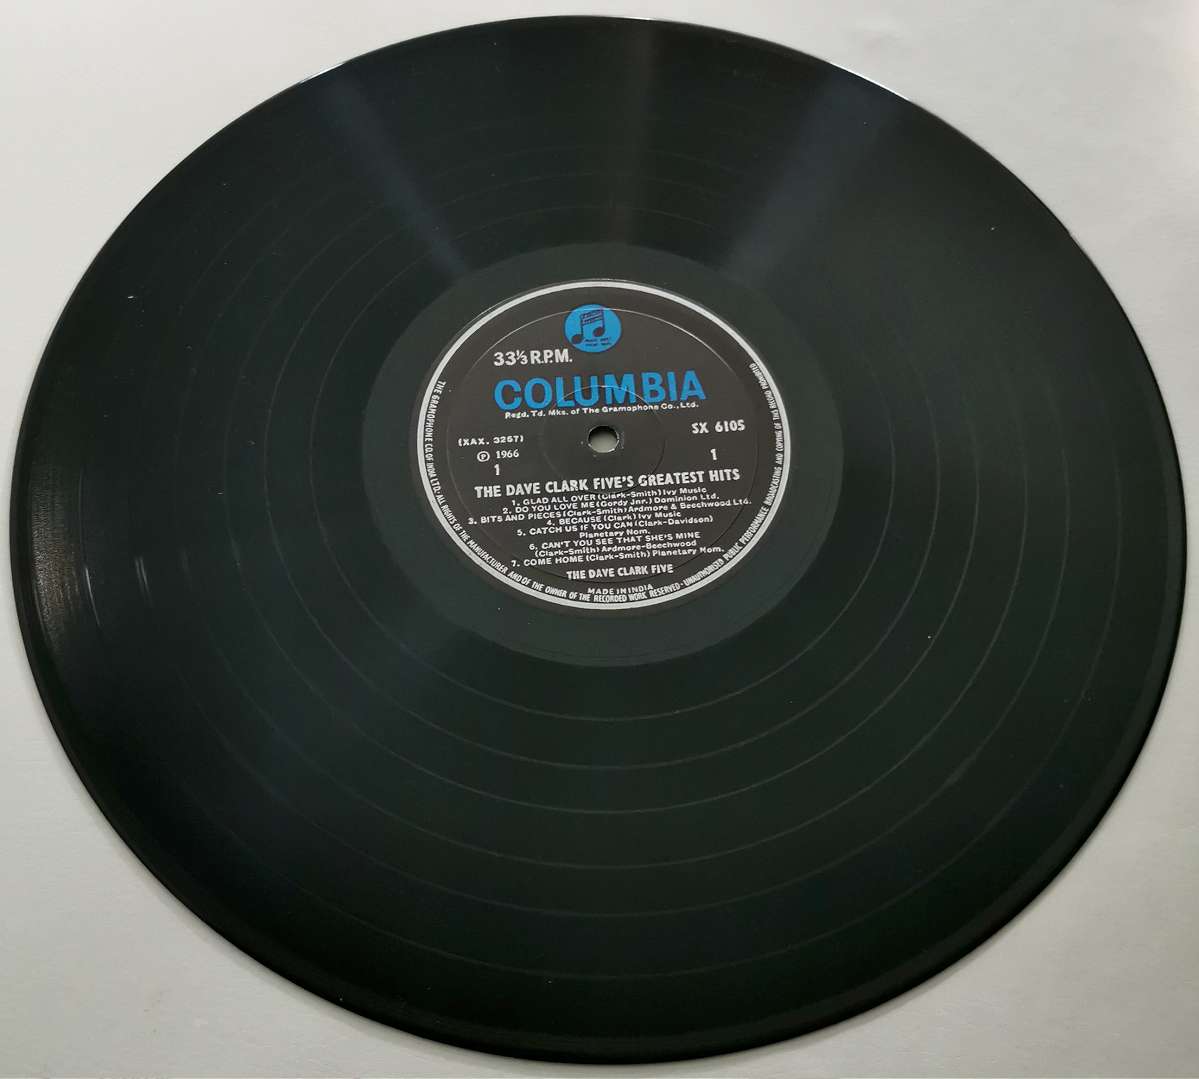 33⅓ R.P.M.
COLUMBIA
Regd. Td. Mks. of The Gramophone Co., Ltd.
(XAX. 3257)
SX 6105
℗ 1966
1
1
THE DAVE CLARK FIVE'S GREATEST HITS
1. GLAD ALL OVER (Clark-Smith) Ivy Music
2. DO YOU LOVE ME (Gordy Jnr.) Dominion Ltd.
3. BITS AND PIECES (Clark-Smith) Ardmore & Beechwood Ltd.
4. BECAUSE (Clark) Ivy Music
5. CATCH US IF YOU CAN (Clark-Davidson)
Planetary Nom.
6. CAN'T YOU SEE THAT SHE'S MINE
(Clark-Smith) Ardmore-Beechwood
7. COME HOME (Clark-Smith) Planetary Nom.
THE DAVE CLARK FIVE
MADE IN INDIA
THE GRAMOPHONE CO. OF INDIA LTD. ALL RIGHTS OF THE MANUFACTURER AND OF THE OWNER OF THE RECORDED WORK RESERVED · UNAUTHORISED PUBLIC PERFORMANCE BROADCASTING AND COPYING OF THIS RECORD PROHIBITED